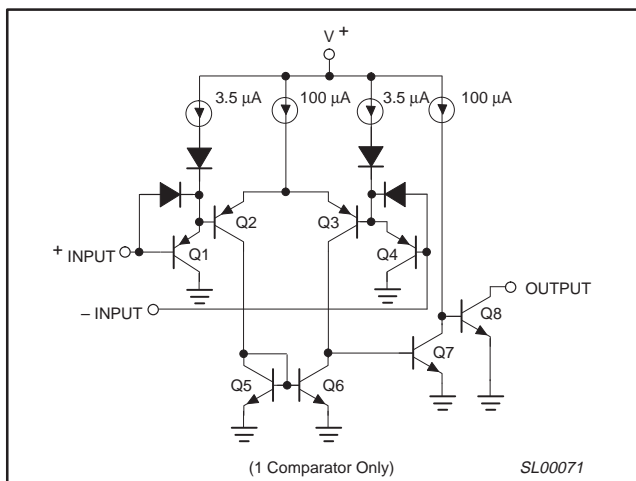 V +
3.5 µA
100 µA
3.5 µA
100 µA
Q2
Q3
+ INPUT
Q1
Q4
OUTPUT
– INPUT
Q8
Q7
Q5
Q6
(1 Comparator Only)
SL00071